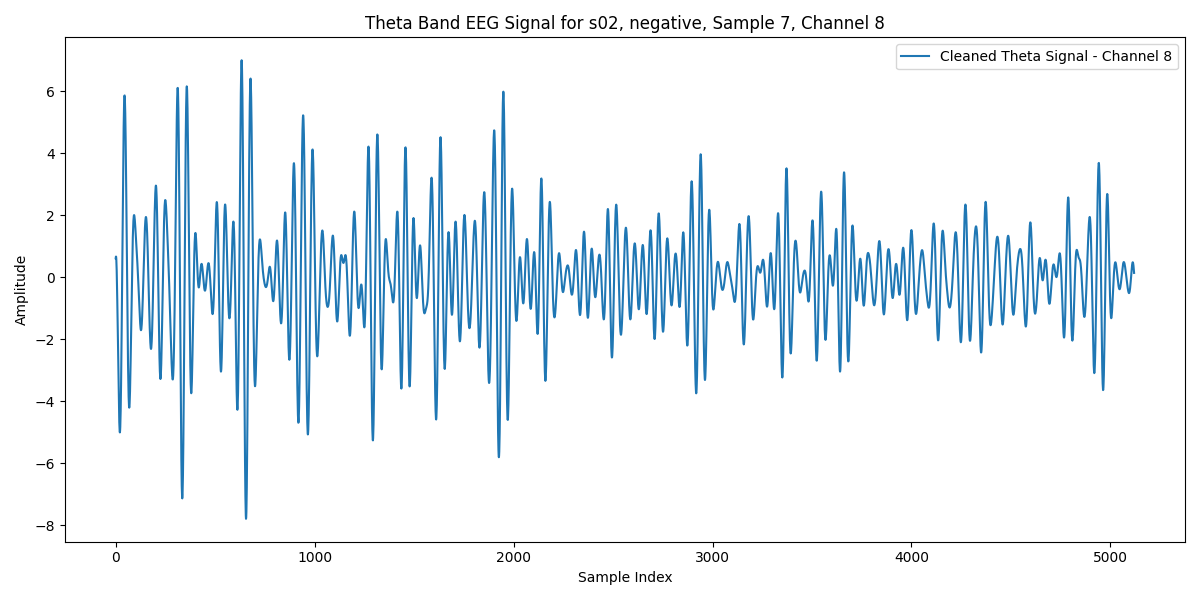 Theta Band EEG Signal for s02, negative, Sample 7, Channel 8
Cleaned Theta Signal - Channel 8
Amplitude
6
4
2
0
−2
−4
−6
−8
0 1000 2000 3000 4000 5000
Sample Index